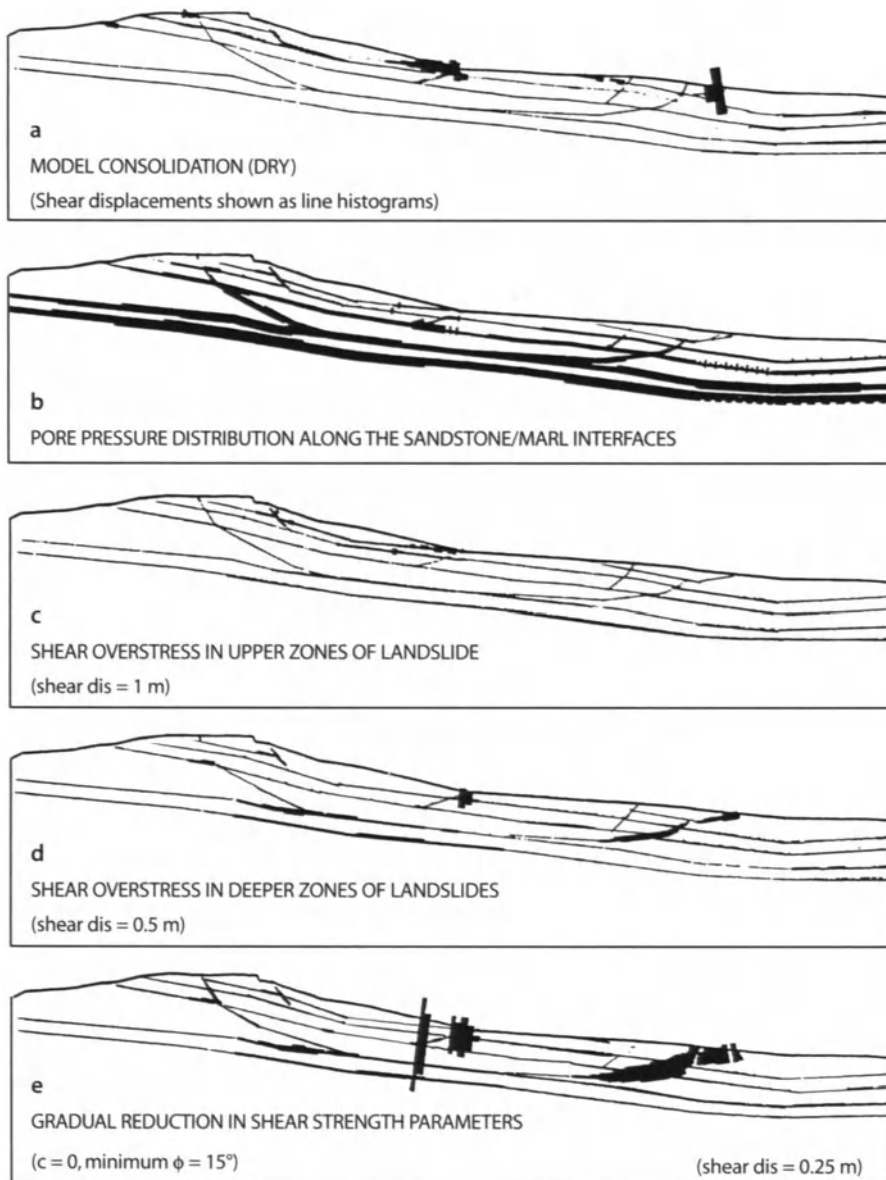 a
MODEL CONSOLIDATION (DRY)
(Shear displacements shown as line histograms)
b
PORE PRESSURE DISTRIBUTION ALONG THE SANDSTONE/MARL INTERFACES
c
SHEAR OVERSTRESS IN UPPER ZONES OF LANDSLIDE
(shear dis = 1 m)
d
SHEAR OVERSTRESS IN DEEPER ZONES OF LANDSLIDES
(shear dis = 0.5 m)
e
GRADUAL REDUCTION IN SHEAR STRENGTH PARAMETERS
(c = 0, minimum ϕ = 15°) (shear dis = 0.25 m)